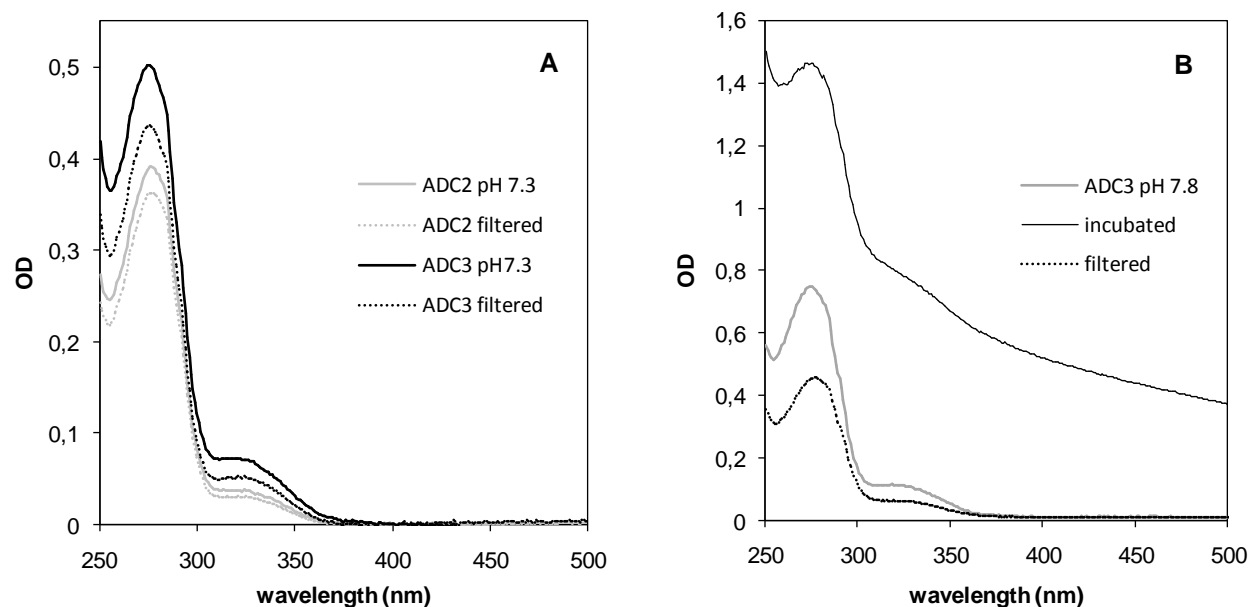 A
OD
0,5
0,4
0,3
0,2
0,1
0
250 300 350 400 450 500
wavelength (nm)
ADC2 pH 7.3
ADC2 filtered
ADC3 pH7.3
ADC3 filtered
B
OD
1,6
1,4
1,2
1
0,8
0,6
0,4
0,2
0
250 300 350 400 450 500
wavelength (nm)
ADC3 pH 7.8
incubated
filtered